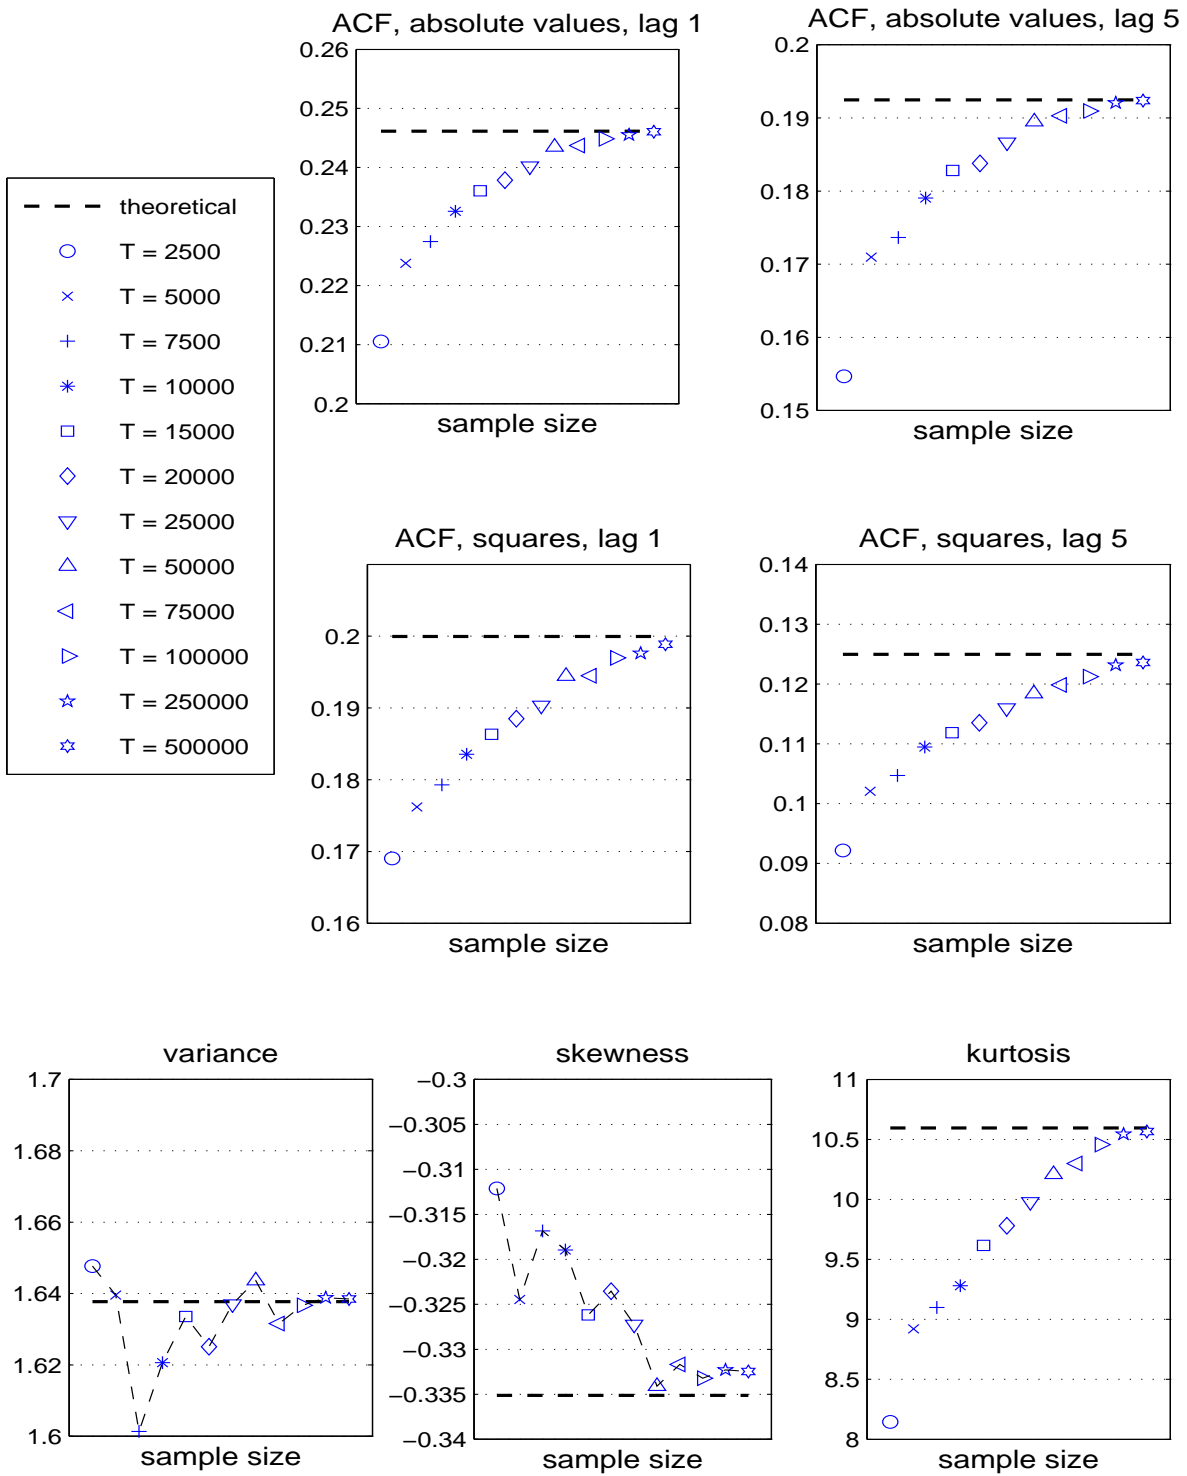 ACF, absolute values, lag 1
0.26
0.25
0.24
0.23
0.22
0.21
0.2
sample size
ACF, absolute values, lag 5
0.2
0.19
0.18
0.17
0.16
0.15
sample size
theoretical
T = 2500
T = 5000
T = 7500
T = 10000
T = 15000
T = 20000
T = 25000
T = 50000
T = 75000
T = 100000
T = 250000
T = 500000
ACF, squares, lag 1
0.2
0.19
0.18
0.17
0.16
sample size
ACF, squares, lag 5
0.14
0.13
0.12
0.11
0.1
0.09
0.08
sample size
variance
1.7
1.68
1.66
1.64
1.62
1.6
sample size
skewness
−0.3
−0.305
−0.31
−0.315
−0.32
−0.325
−0.33
−0.335
−0.34
sample size
kurtosis
11
10.5
10
9.5
9
8.5
8
sample size